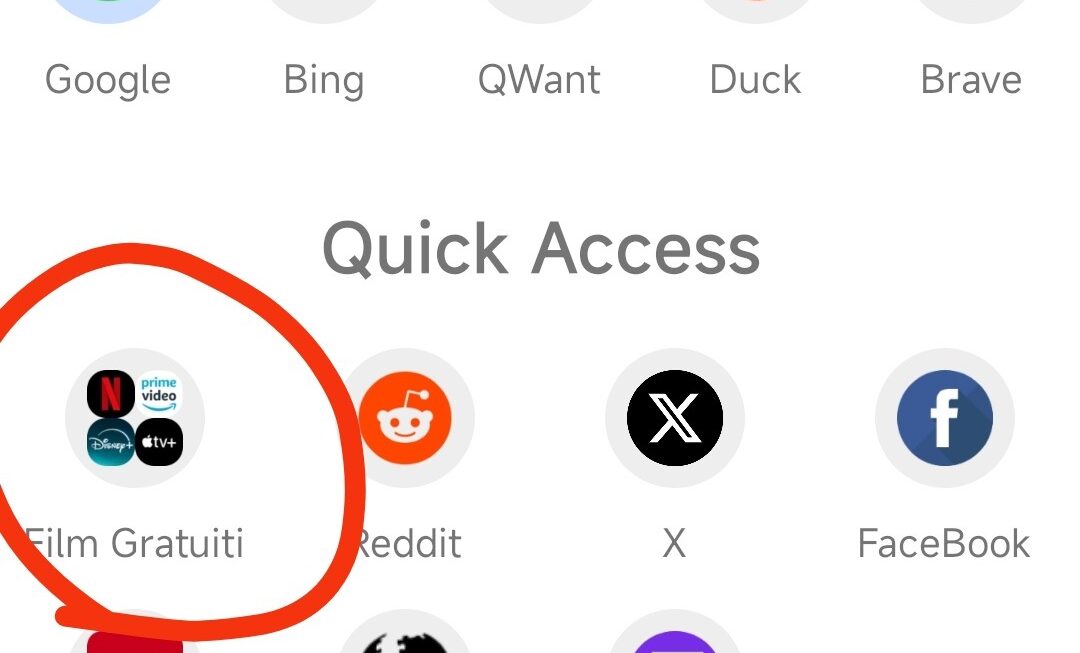 Google Bing QWant Duck Brave
Quick Access
N prime video
Disney+ tv+
Film Gratuiti Reddit X FaceBook